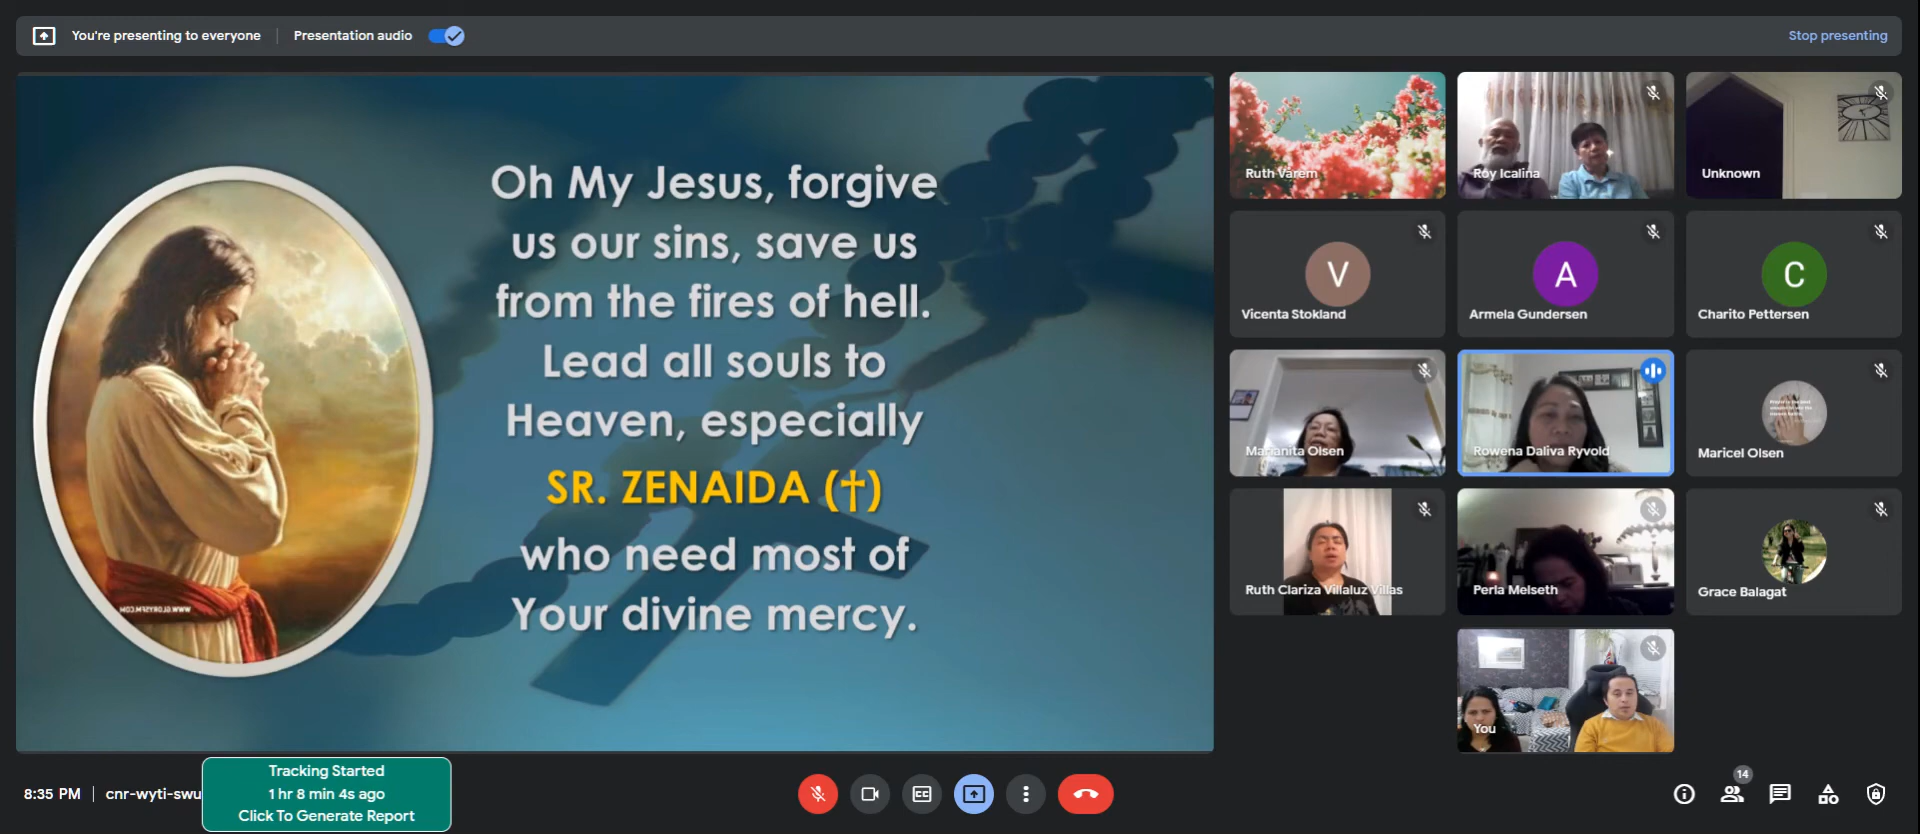 You're presenting to everyone
Presentation audio
Stop presenting
Oh My Jesus, forgive
us our sins, save us
from the fires of hell.
Lead all souls to
Heaven, especially
SR. ZENAIDA (†)
who need most of
Your divine mercy.
WWW.GLORYSFM.COM
Ruth Varem
Roy Icalina
Unknown
V
Vicenta Stokland
A
Armela Gundersen
C
Charito Pettersen
Marianita Olsen
Rowena Daliva Ryvold
Maricel Olsen
Ruth Clariza Villaluz Villas
Perla Melseth
Grace Balagat
You
8:35 PM | cnr-wyti-swu
Tracking Started
1 hr 8 min 4s ago
Click To Generate Report
CC
14